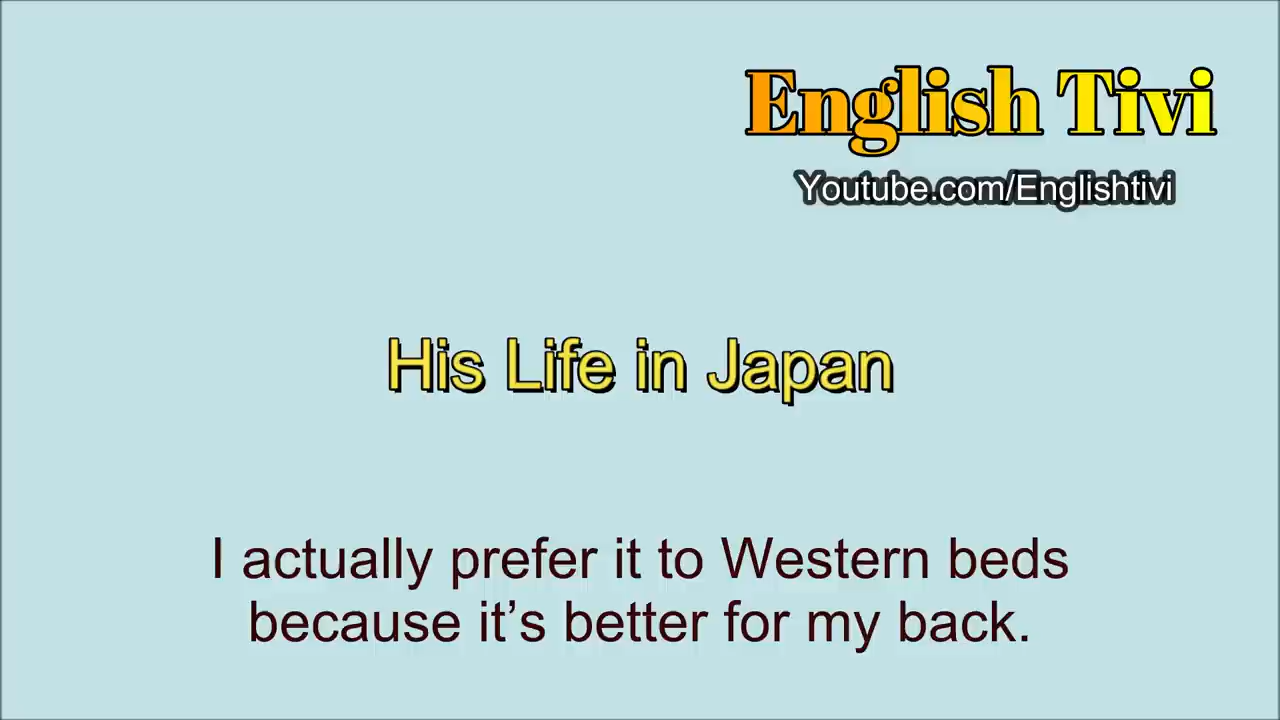 English Tivi
Youtube.com/Englishtivi
His Life in Japan
I actually prefer it to Western beds
because it’s better for my back.